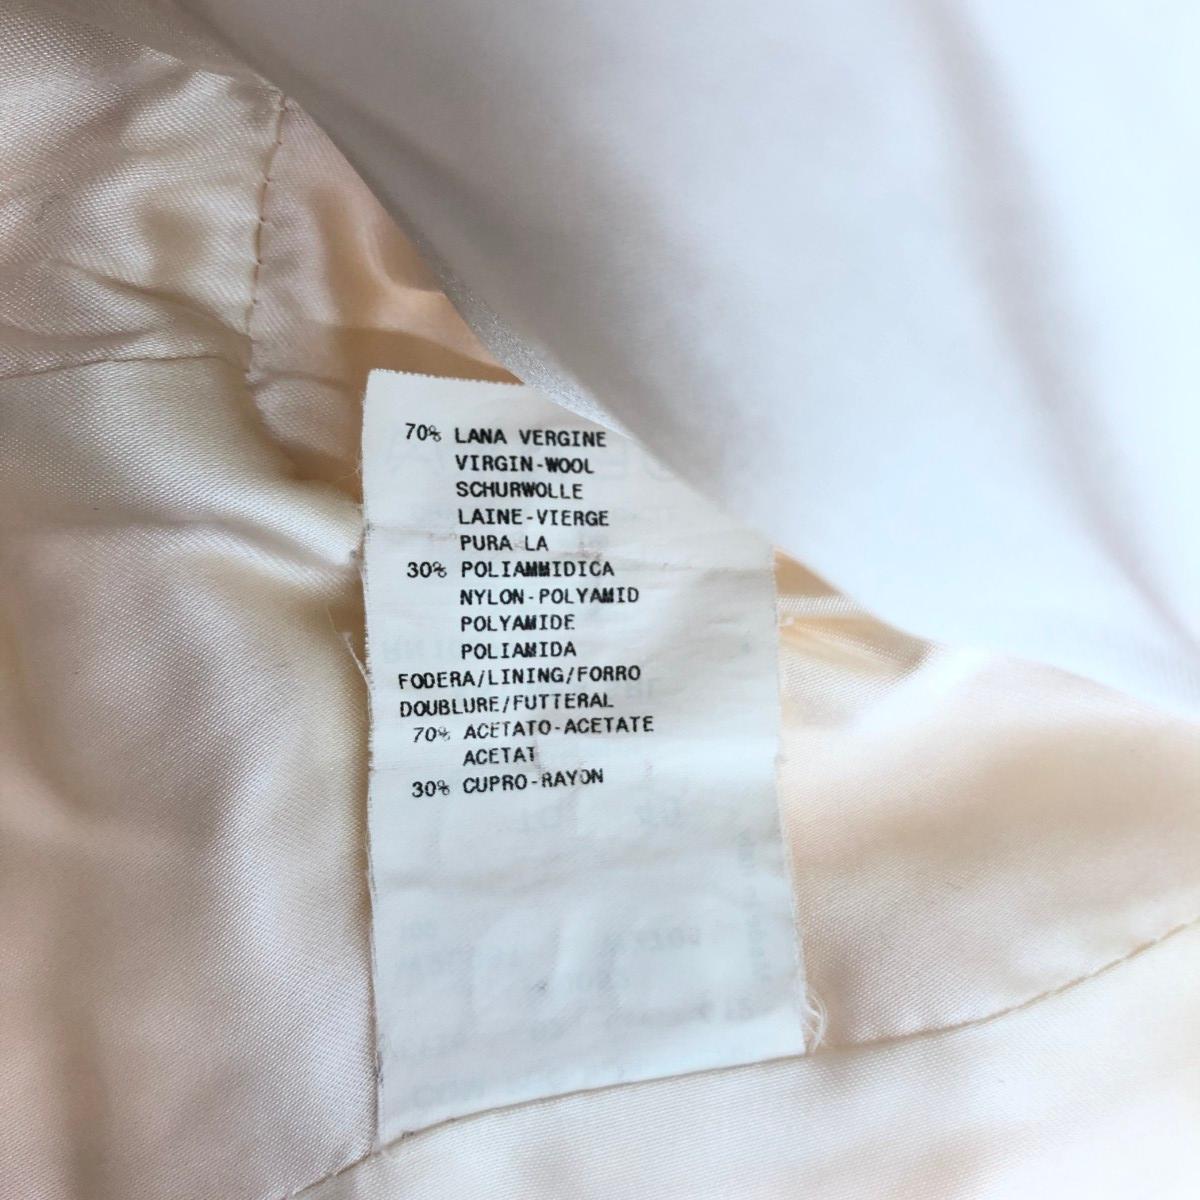 70% LANA VERGINE
VIRGIN-WOOL
SCHURWOLLE
LAINE-VIERGE
PURA LA
30% POLIAMMIDICA
NYLON-POLYAMID
POLYAMIDE
POLIAMIDA
FODERA/LINING/FORRO
DOUBLURE/FUTTERAL
70% ACETATO-ACETATE
ACETAT
30% CUPRO-RAYON